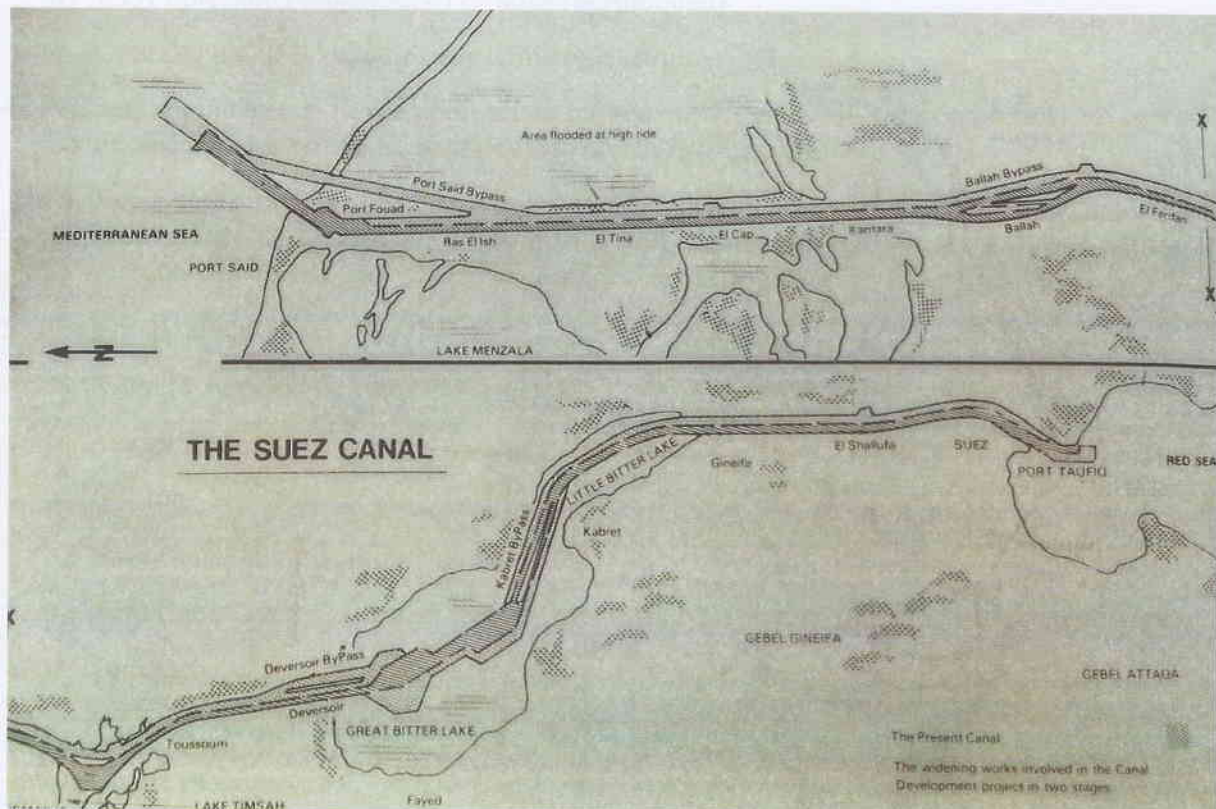 Area flooded at high ride
X
Ballah Bypass
Port Said Bypass
Port Fouad
El Ferdan
MEDITERRANEAN SEA
Ras El Ish
El Tina
El Cap
Kantara
Ballah
PORT SAID
X
N
LAKE MENZALA
THE SUEZ CANAL
El Shallufa
SUEZ
Gineifa
LITTLE BITTER LAKE
PORT TAUFIQ
RED SEA
Kabret ByPass
Kabret
X
GEBEL GINEIFA
Deversoir ByPass
GEBEL ATTAQA
Deversoir
GREAT BITTER LAKE
Toussoum
The Present Canal
The widening works involved in the Canal
Development project in two stages
LAKE TIMSAH
Fayed